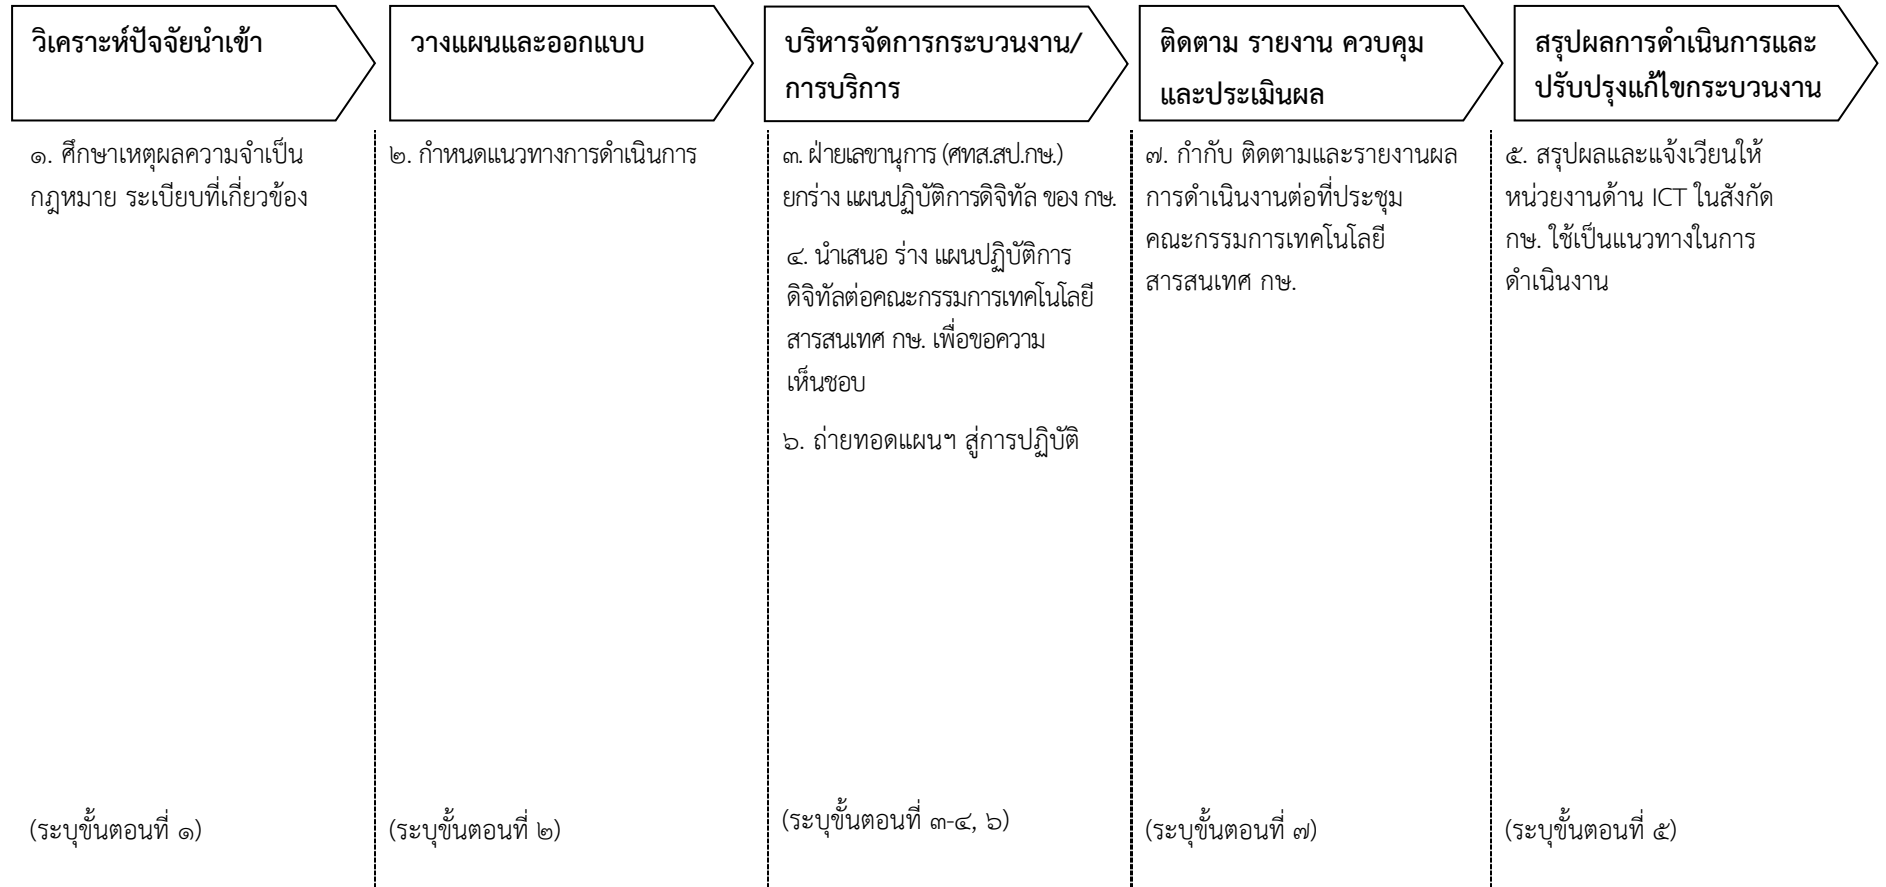 วิเคราะห์ปัจจัยนำเข้า
วางแผนและออกแบบ
บริหารจัดการกระบวนงาน/
การบริการ
ติดตาม รายงาน ควบคุม
และประเมินผล
สรุปผลการดำเนินการและ
ปรับปรุงแก้ไขกระบวนงาน
๑. ศึกษาเหตุผลความจำเป็น
กฎหมาย ระเบียบที่เกี่ยวข้อง
(ระบุขั้นตอนที่ ๑)
๒. กำหนดแนวทางการดำเนินการ
(ระบุขั้นตอนที่ ๒)
๓. ฝ่ายเลขานุการ (ศทส.สป.กษ.)
ยกร่าง แผนปฏิบัติการดิจิทัล ของ กษ.
๔. นำเสนอ ร่าง แผนปฏิบัติการ
ดิจิทัลต่อคณะกรรมการเทคโนโลยี
สารสนเทศ กษ. เพื่อขอความ
เห็นชอบ
๖. ถ่ายทอดแผนฯ สู่การปฏิบัติ
(ระบุขั้นตอนที่ ๓-๔, ๖)
๗. กำกับ ติดตามและรายงานผล
การดำเนินงานต่อที่ประชุม
คณะกรรมการเทคโนโลยี
สารสนเทศ กษ.
(ระบุขั้นตอนที่ ๗)
๕. สรุปผลและแจ้งเวียนให้
หน่วยงานด้าน ICT ในสังกัด
กษ. ใช้เป็นแนวทางในการ
ดำเนินงาน
(ระบุขั้นตอนที่ ๕)